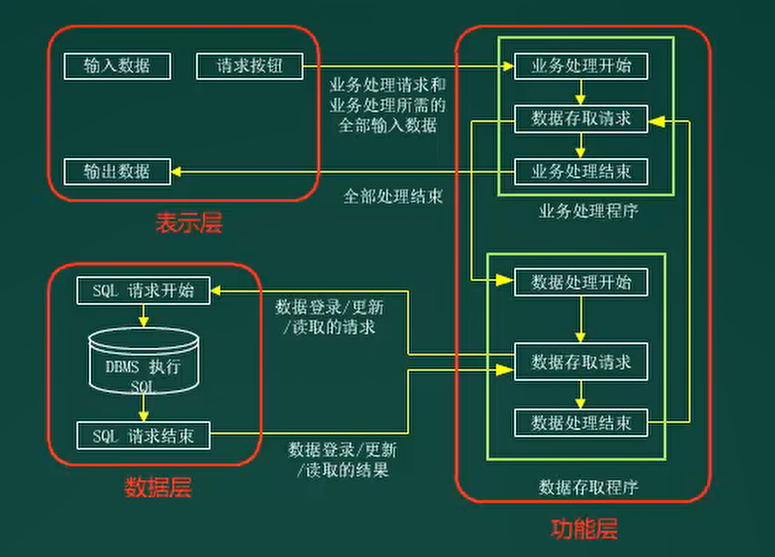 输入数据
请求按钮
业务处理请求和
业务处理所需的
全部输入数据
业务处理开始
数据存取请求
业务处理结束
业务处理程序
输出数据
全部处理结束
表示层
SQL 请求开始
DBMS 执行
SQL
SQL 请求结束
数据层
数据登录/更新
/读取的请求
数据登录/更新
/读取的结果
数据处理开始
数据存取请求
数据处理结束
数据存取程序
功能层